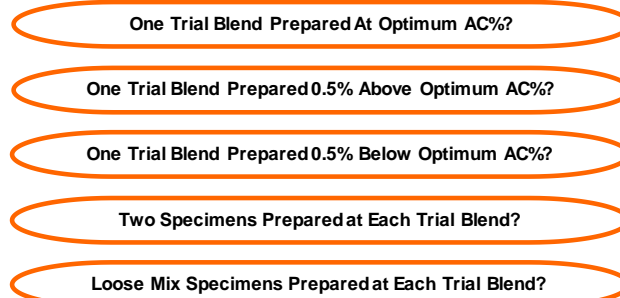 One Trial Blend Prepared At Optimum AC%?
One Trial Blend Prepared 0.5% Above Optimum AC%?
One Trial Blend Prepared 0.5% Below Optimum AC%?
Two Specimens Prepared at Each Trial Blend?
Loose Mix Specimens Prepared at Each Trial Blend?